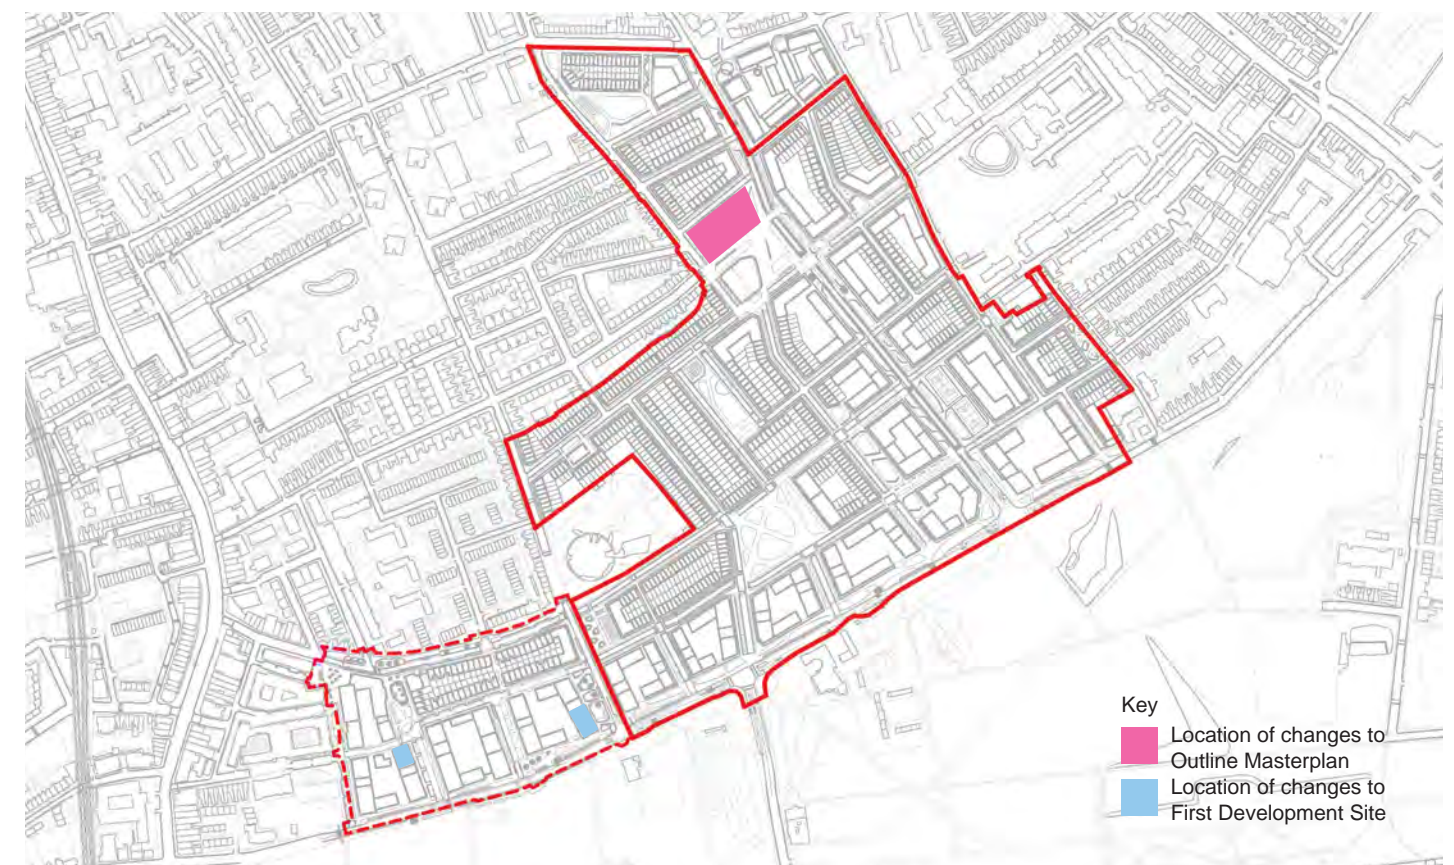 Key
Location of changes to
Outline Masterplan
Location of changes to
First Development Site